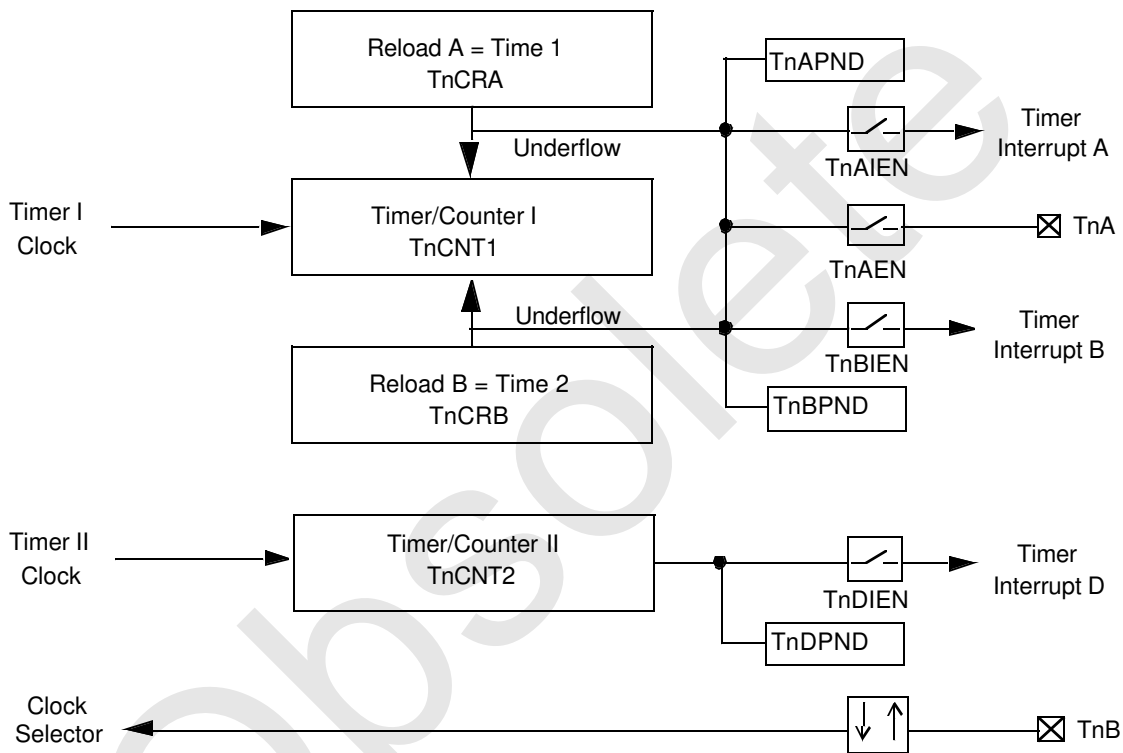 Reload A = Time 1
TnCRA
TnAPND
Underflow
TnAIEN
Timer
Interrupt A
Timer I
Clock
Timer/Counter I
TnCNT1
TnAEN
TnA
Underflow
TnBIEN
Timer
Interrupt B
Reload B = Time 2
TnCRB
TnBPND
Timer II
Clock
Timer/Counter II
TnCNT2
TnDIEN
Timer
Interrupt D
TnDPND
Clock
Selector
TnB
Obsolete